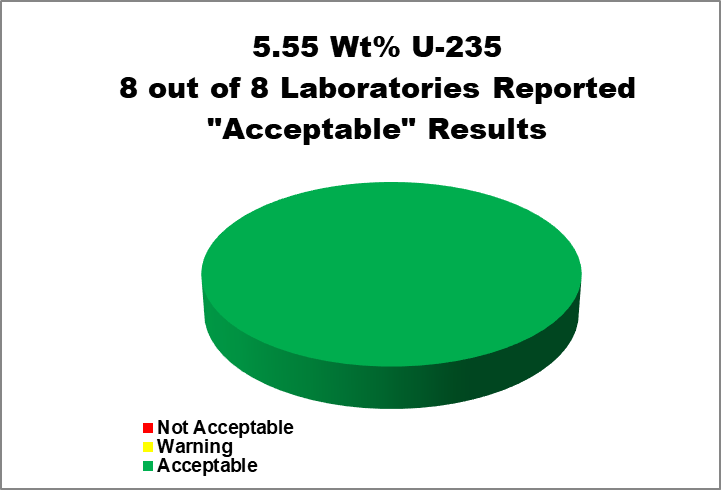 5.55 Wt% U-235
8 out of 8 Laboratories Reported
"Acceptable" Results
Not Acceptable
Warning
Acceptable